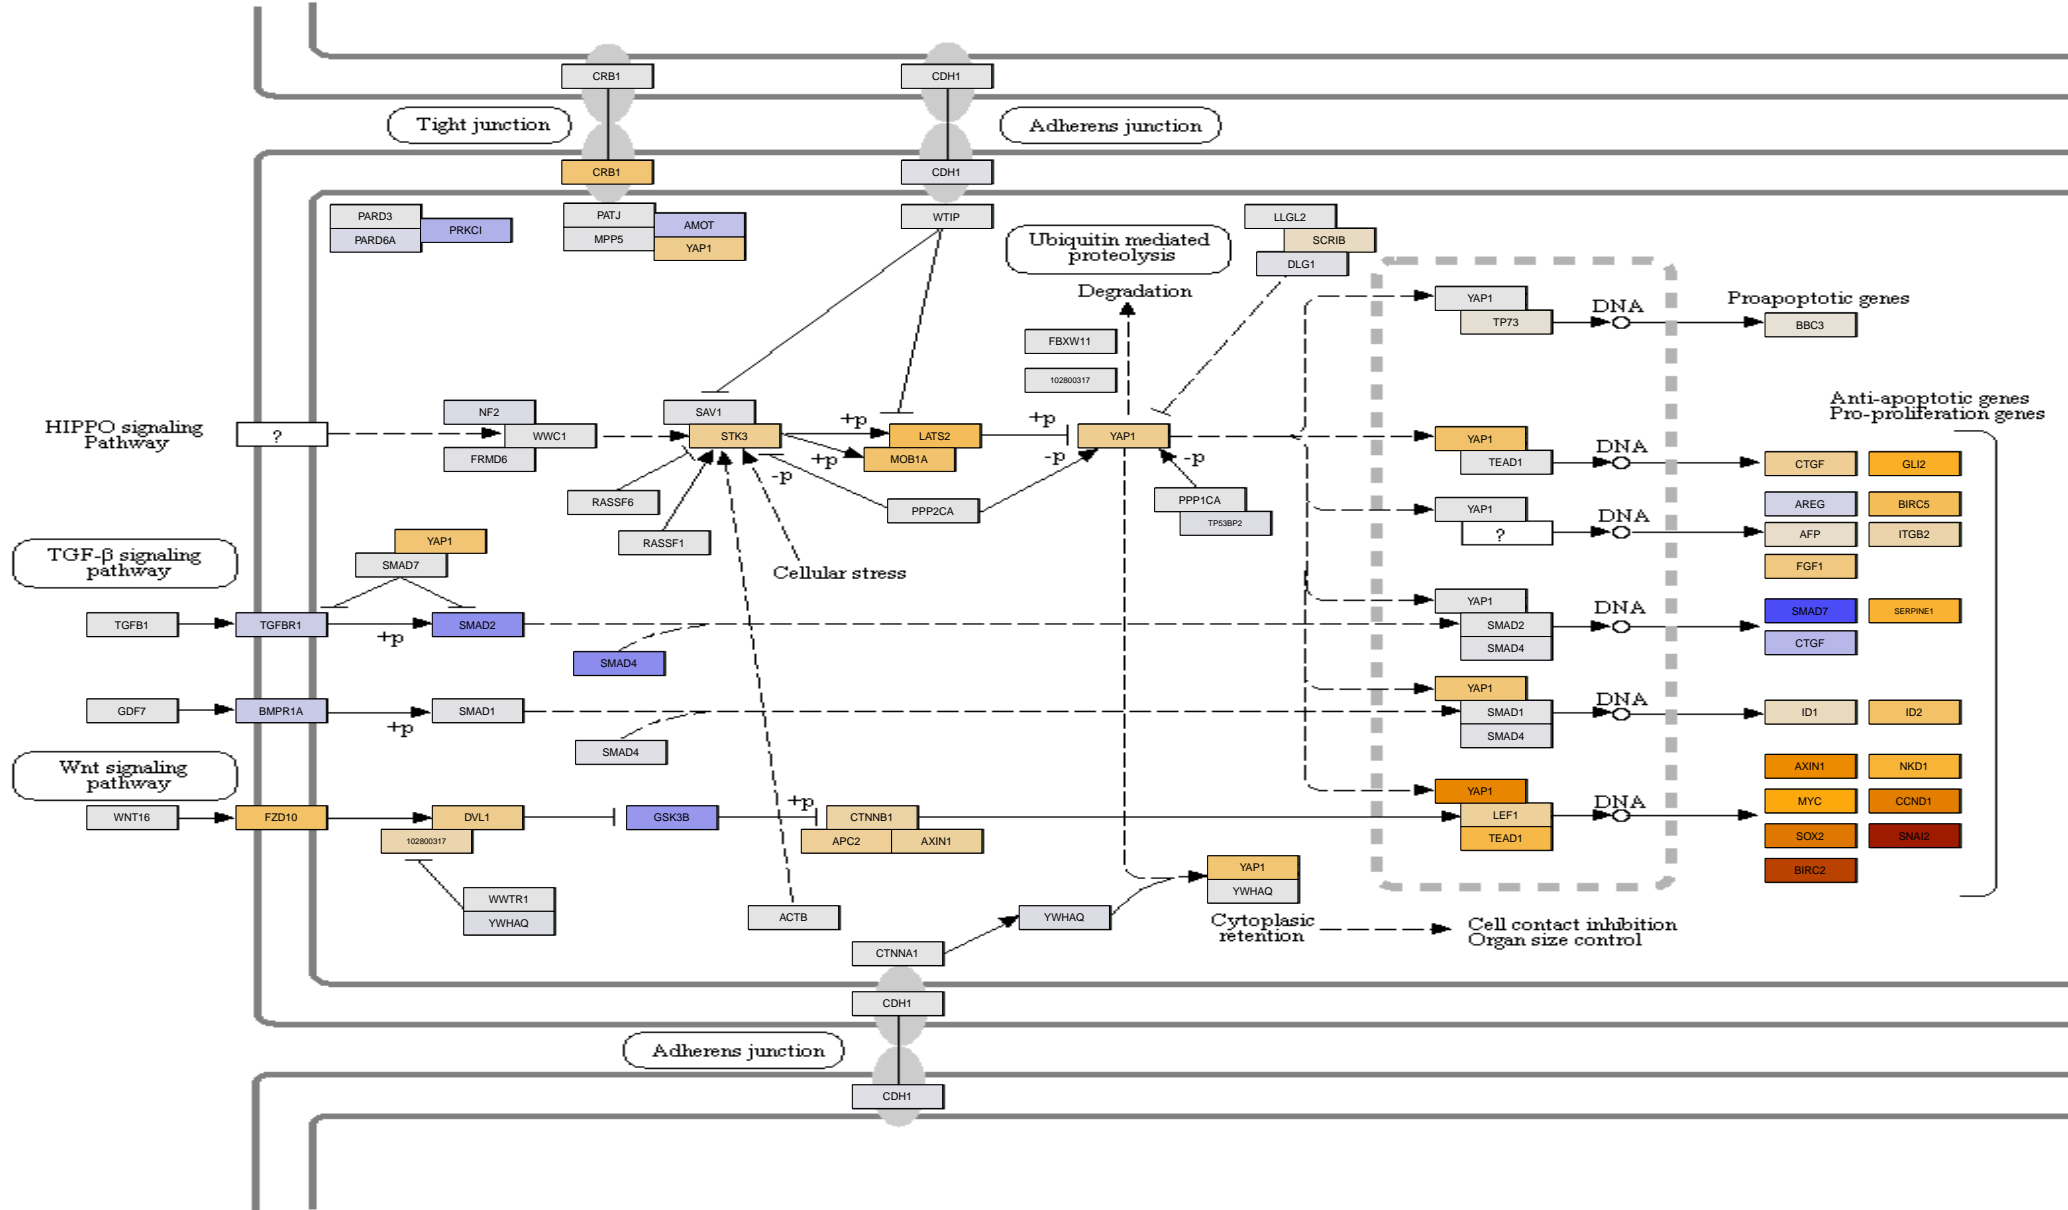 CRB1
CDH1
Tight junction
Adherens junction
CRB1
CDH1
PARD3
PARD6A
PRKCI
PATJ
MPP5
AMOT
YAP1
WTIP
LLGL2
SCRIB
DLG1
Ubiquitin mediated
proteolysis
Degradation
FBXW11
102800317
YAP1
TP73
DNA
Proapoptotic genes
BBC3
Anti-apoptotic genes
Pro-proliferation genes
HIPPO signaling
Pathway
?
NF2
WWC1
FRMD6
SAV1
STK3
+p
+p
-p
LATS2
MOB1A
+p
YAP1
-p
-p
RASSF6
RASSF1
PPP2CA
PPP1CA
TP53BP2
Cellular stress
YAP1
TEAD1
DNA
CTGF
GLI2
AREG
BIRC5
YAP1
?
DNA
AFP
ITGB2
FGF1
TGF-β signaling
pathway
YAP1
SMAD7
TGFB1
TGFBR1
+p
SMAD2
SMAD4
YAP1
SMAD2
SMAD4
DNA
SMAD7
SERPINE1
CTGF
GDF7
BMPR1A
+p
SMAD1
SMAD4
YAP1
SMAD1
SMAD4
DNA
ID1
ID2
Wnt signaling
pathway
WNT16
FZD10
DVL1
102800317
GSK3B
+p
CTNNB1
APC2
AXIN1
YAP1
LEF1
TEAD1
DNA
AXIN1
NKD1
MYC
CCND1
SOX2
SNAI2
BIRC2
WWTR1
YWHAQ
ACTB
YWHAQ
YAP1
YWHAQ
Cytoplasic
retention
Cell contact inhibition
Organ size control
CTNNA1
CDH1
Adherens junction
CDH1